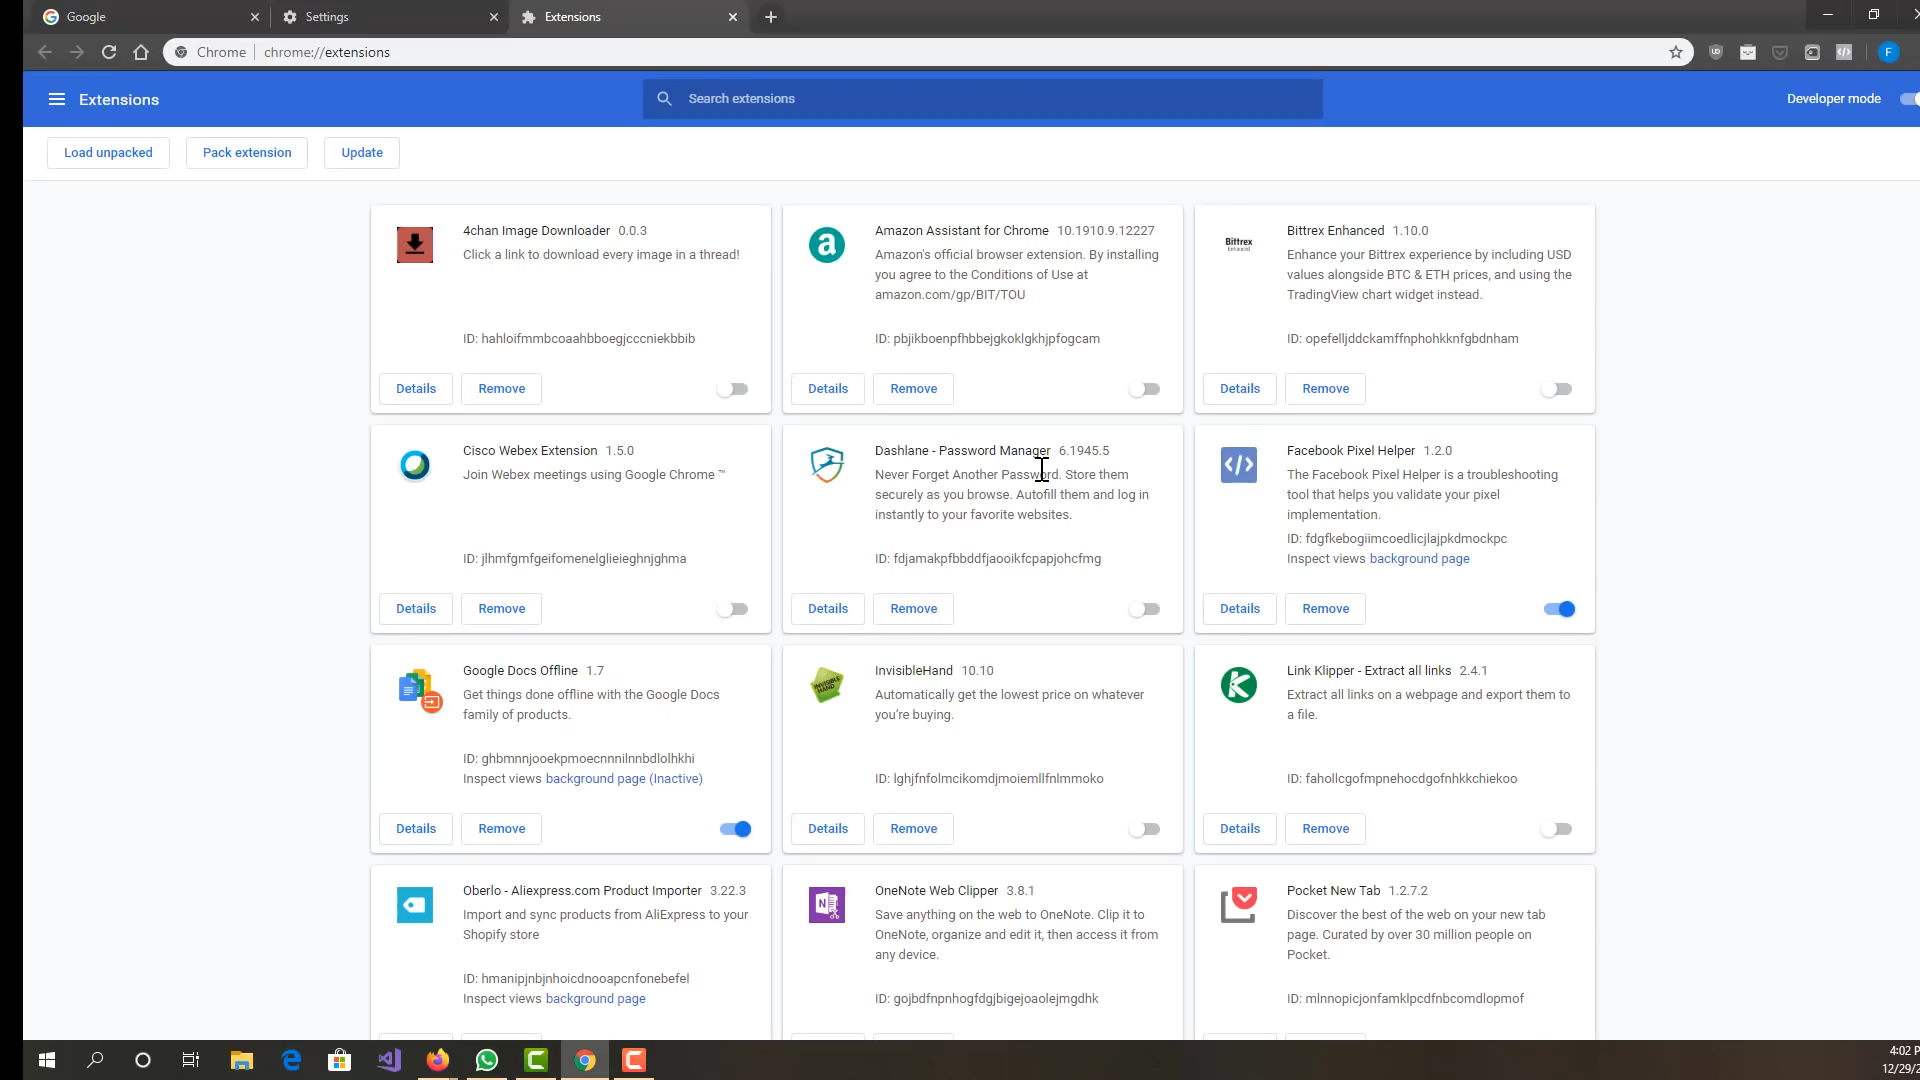 Google
Settings
Extensions
Chrome
chrome://extensions
F
Extensions
Search extensions
Developer mode
Load unpacked
Pack extension
Update
4chan Image Downloader 0.0.3
Click a link to download every image in a thread!
ID: hahloifmmbcoaahbboegjcccniekbbib
Details
Remove
Amazon Assistant for Chrome 10.1910.9.12227
Amazon's official browser extension. By installing
you agree to the Conditions of Use at
amazon.com/gp/BIT/TOU
ID: pbjikboenpfhbbejgkoklgkhjpfogcam
Details
Remove
Bittrex
Enhanced
Bittrex Enhanced 1.10.0
Enhance your Bittrex experience by including USD
values alongside BTC & ETH prices, and using the
TradingView chart widget instead.
ID: opefelljddckamffnphohkknfgbdnham
Details
Remove
Cisco Webex Extension 1.5.0
Join Webex meetings using Google Chrome ™
ID: jlhmfgmfgeifomenelglieieghnjghma
Details
Remove
Dashlane - Password Manager 6.1945.5
Never Forget Another Password. Store them
securely as you browse. Autofill them and log in
instantly to your favorite websites.
ID: fdjamakpfbbddfjaooikfcpapjohcfmg
Details
Remove
Facebook Pixel Helper 1.2.0
The Facebook Pixel Helper is a troubleshooting
tool that helps you validate your pixel
implementation.
ID: fdgfkebogiimcoedlicjlajpkdmockpc
Inspect views background page
Details
Remove
Google Docs Offline 1.7
Get things done offline with the Google Docs
family of products.
ID: ghbmnnjooekpmoecnnnilnnbdlolhkhi
Inspect views background page (Inactive)
Details
Remove
INVISIBLE
HAND
InvisibleHand 10.10
Automatically get the lowest price on whatever
you're buying.
ID: lghjfnfolmcikomdjmoiemllfnlmmoko
Details
Remove
Link Klipper - Extract all links 2.4.1
Extract all links on a webpage and export them to
a file.
ID: fahollcgofmpnehocdgofnhkkchiekoo
Details
Remove
Oberlo - Aliexpress.com Product Importer 3.22.3
Import and sync products from AliExpress to your
Shopify store
ID: hmanipjnbjnhoicdnooapcnfonebefel
Inspect views background page
OneNote Web Clipper 3.8.1
Save anything on the web to OneNote. Clip it to
OneNote, organize and edit it, then access it from
any device.
ID: gojbdfnpnhogfdgjbigejoaolejmgdhk
Pocket New Tab 1.2.7.2
Discover the best of the web on your new tab
page. Curated by over 30 million people on
Pocket.
ID: mlnnopicjonfamklpcdfnbcomdlopmof
4:02 P
12/29/2